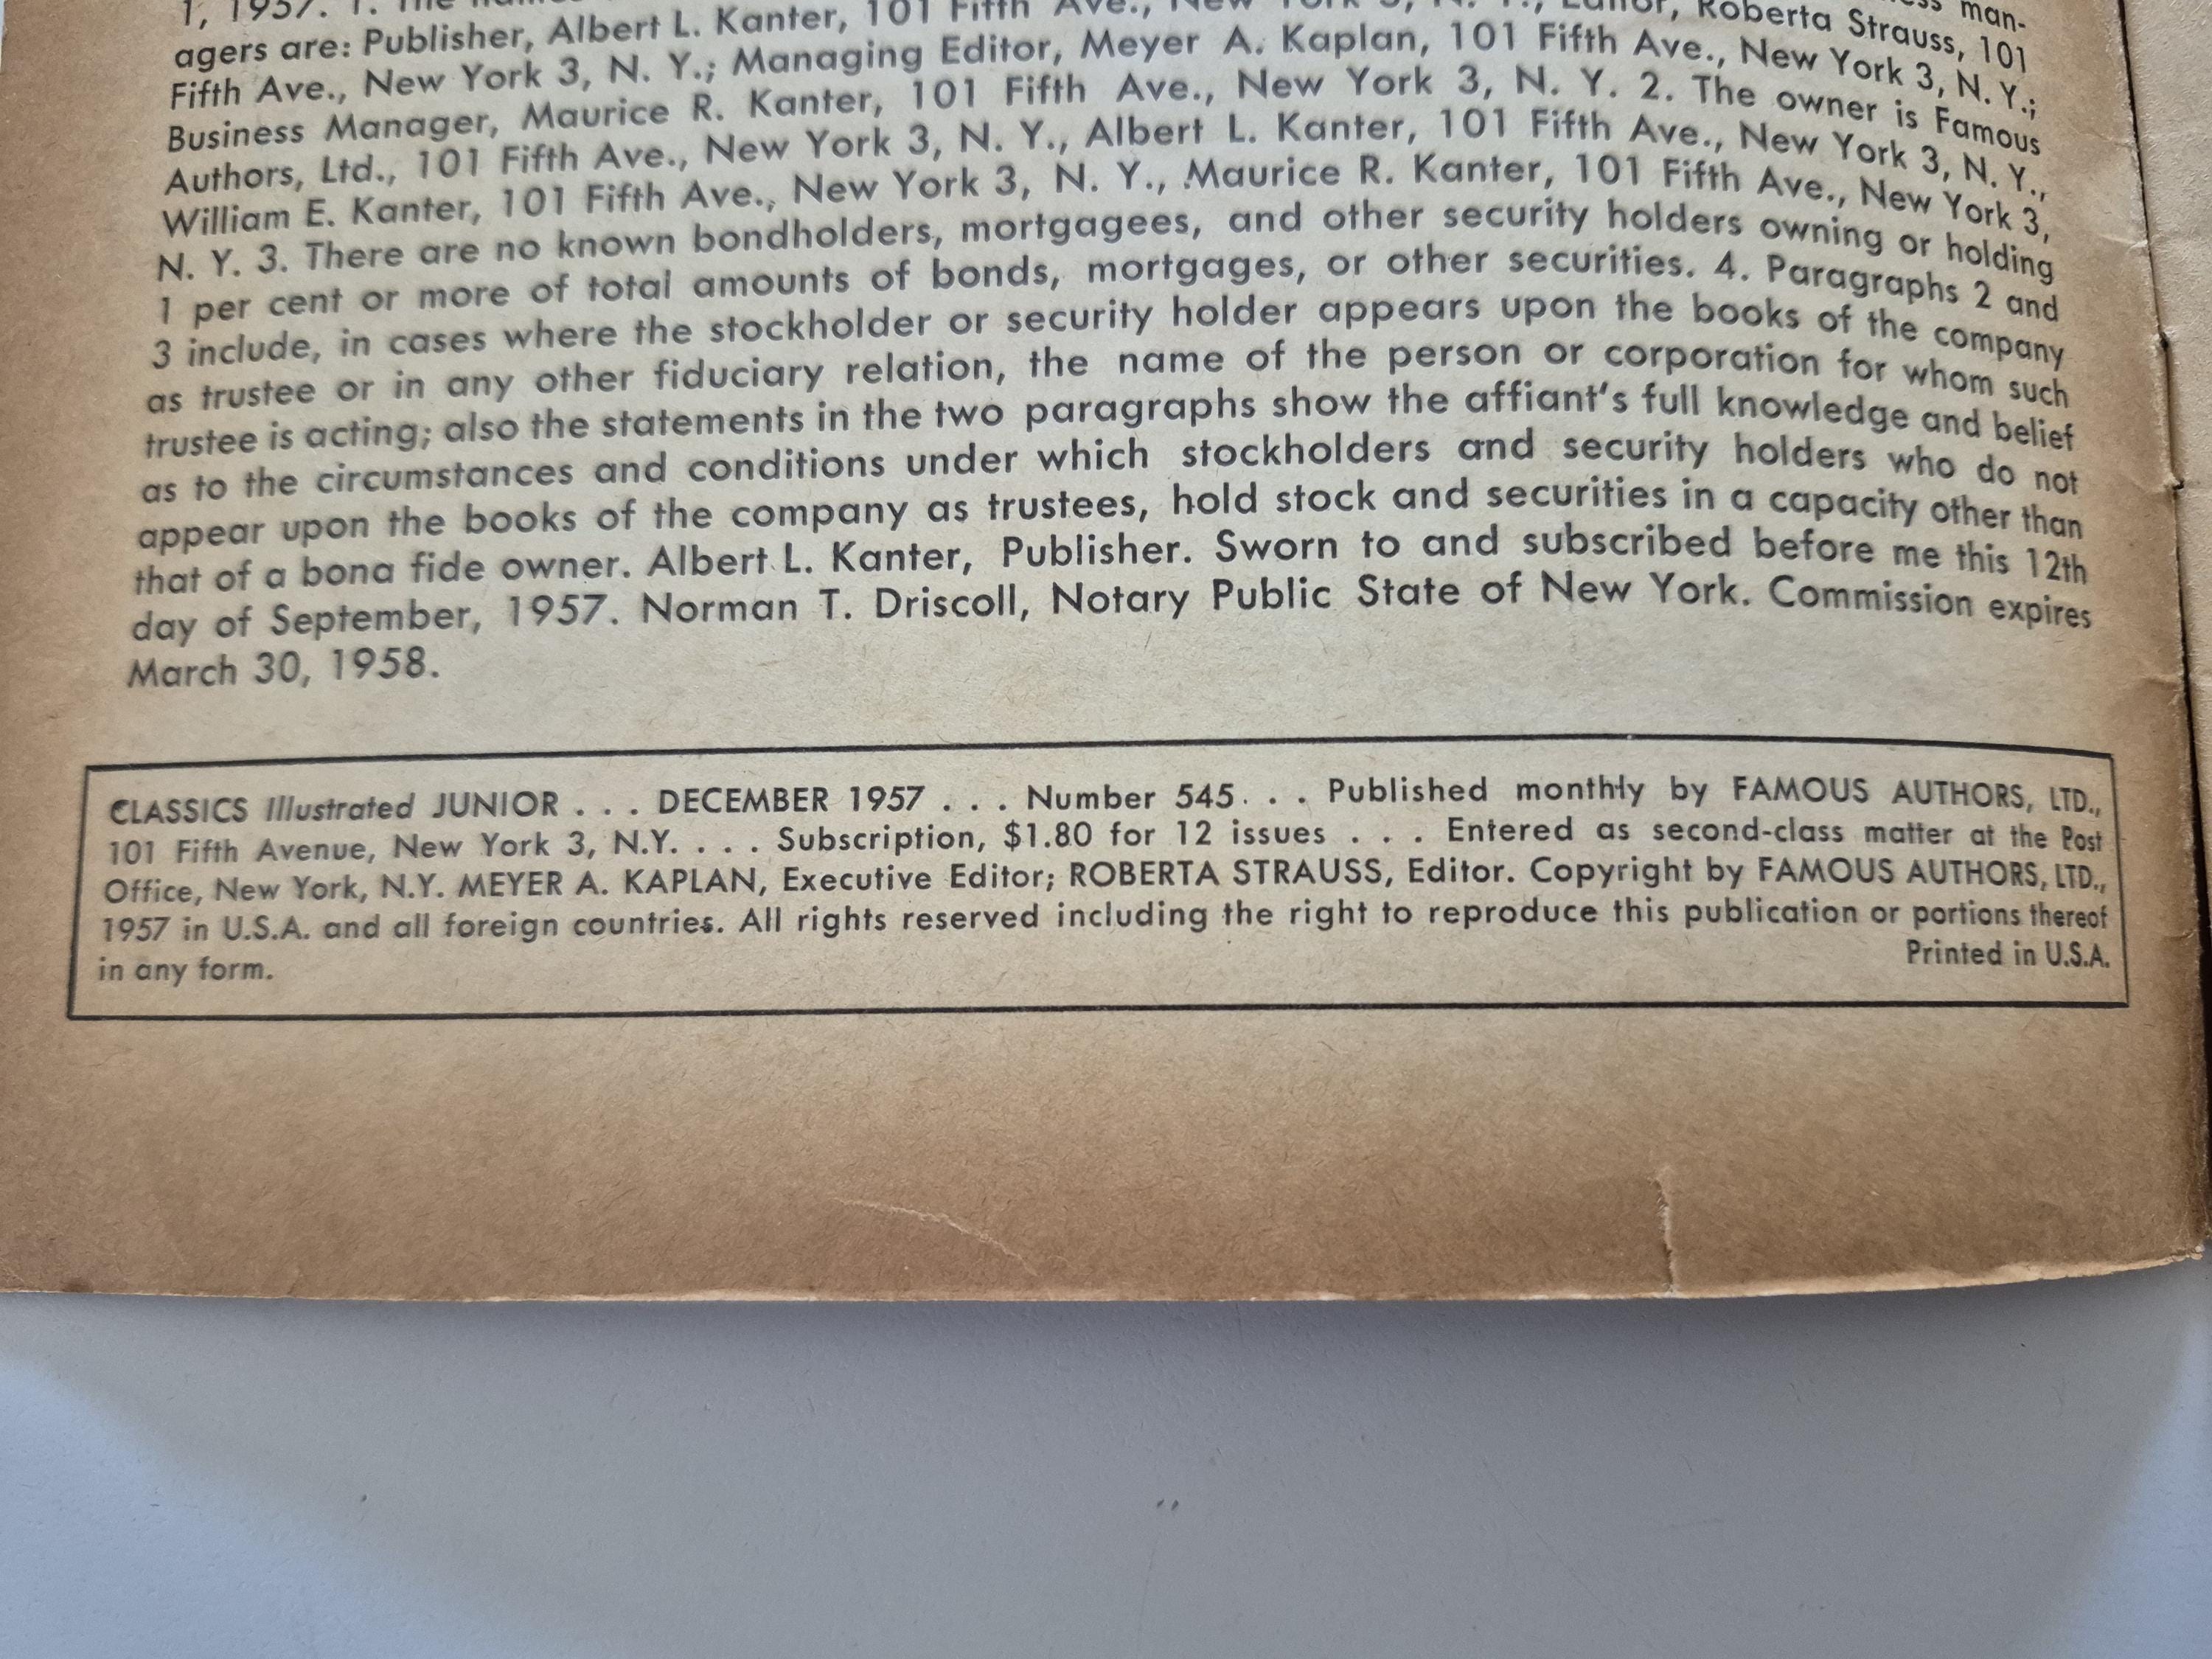 1, 1957. 1. The
man-
agers are: Publisher, Albert L. Kanter, 101 Fifth Ave., New York 3, N. Y., Editor, Roberta Strauss, 101
Fifth Ave., New York 3, N. Y.; Managing Editor, Meyer A. Kaplan, 101 Fifth Ave., New York 3, N. Y.;
Business Manager, Maurice R. Kanter, 101 Fifth Ave., New York 3, N. Y. 2. The owner is Famous
Authors, Ltd., 101 Fifth Ave., New York 3, N. Y., Albert L. Kanter, 101 Fifth Ave., New York 3, N. Y.,
William E. Kanter, 101 Fifth Ave., New York 3, N. Y., Maurice R. Kanter, 101 Fifth Ave., New York 3,
N. Y. 3. There are no known bondholders, mortgagees, and other security holders owning or holding
1 per cent or more of total amounts of bonds, mortgages, or other securities. 4. Paragraphs 2 and
3 include, in cases where the stockholder or security holder appears upon the books of the company
as trustee or in any other fiduciary relation, the name of the person or corporation for whom such
trustee is acting; also the statements in the two paragraphs show the affiant's full knowledge and belief
as to the circumstances and conditions under which stockholders and security holders who do not
appear upon the books of the company as trustees, hold stock and securities in a capacity other than
that of a bona fide owner. Albert L. Kanter, Publisher. Sworn to and subscribed before me this 12th
day of September, 1957. Norman T. Driscoll, Notary Public State of New York. Commission expires
March 30, 1958.
CLASSICS Illustrated JUNIOR . . . DECEMBER 1957 . . . Number 545. . . Published monthly by FAMOUS AUTHORS, LTD.,
101 Fifth Avenue, New York 3, N.Y. . . . Subscription, $1.80 for 12 issues . . . Entered as second-class matter at the Post
Office, New York, N.Y. MEYER A. KAPLAN, Executive Editor; ROBERTA STRAUSS, Editor. Copyright by FAMOUS AUTHORS, LTD.,
1957 in U.S.A. and all foreign countries. All rights reserved including the right to reproduce this publication or portions thereof
in any form. Printed in U.S.A.